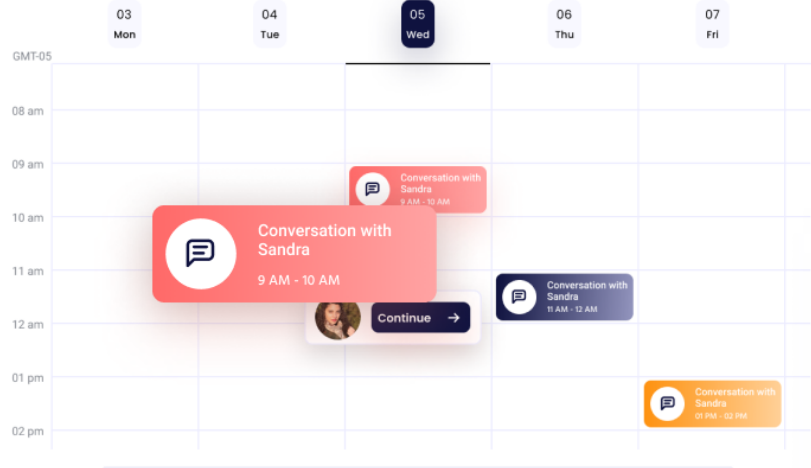 03
Mon
04
Tue
05
Wed
06
Thu
07
Fri
GMT-05
08 am
09 am
10 am
11 am
12 am
01 pm
02 pm
Conversation with
Sandra
9 AM - 10 AM
Conversation with
Sandra
9 AM - 10 AM
Continue
Conversation with
Sandra
11 AM - 12 AM
Conversation with
Sandra
01 PM - 02 PM